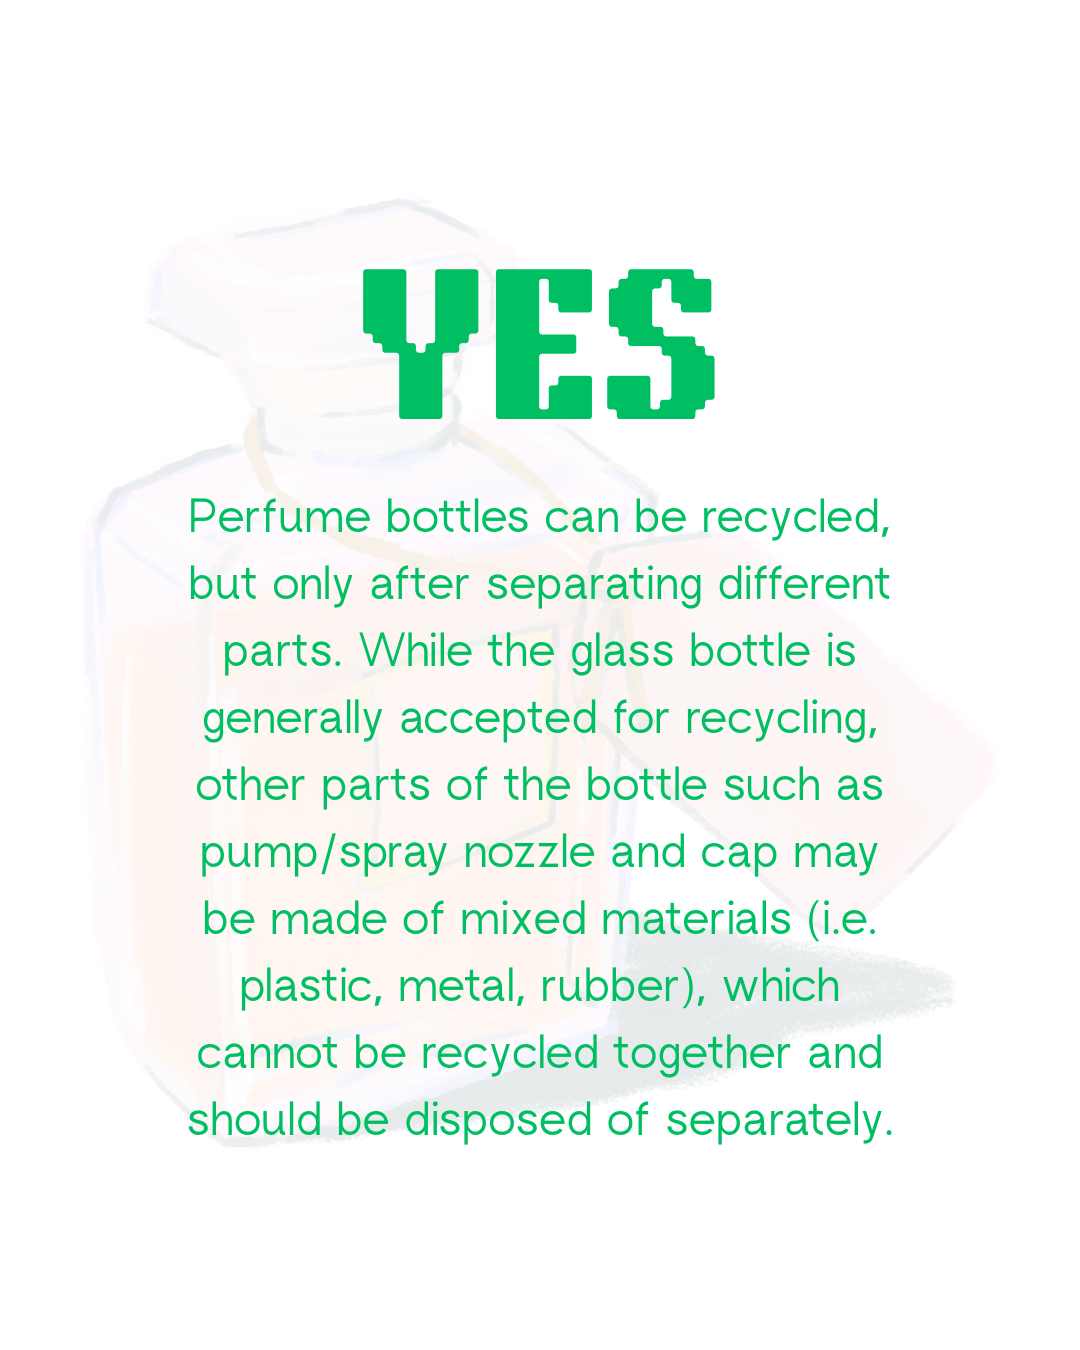 YES
Perfume bottles can be recycled,
but only after separating different
parts. While the glass bottle is
generally accepted for recycling,
other parts of the bottle such as
pump/spray nozzle and cap may
be made of mixed materials (i.e.
plastic, metal, rubber), which
cannot be recycled together and
should be disposed of separately.